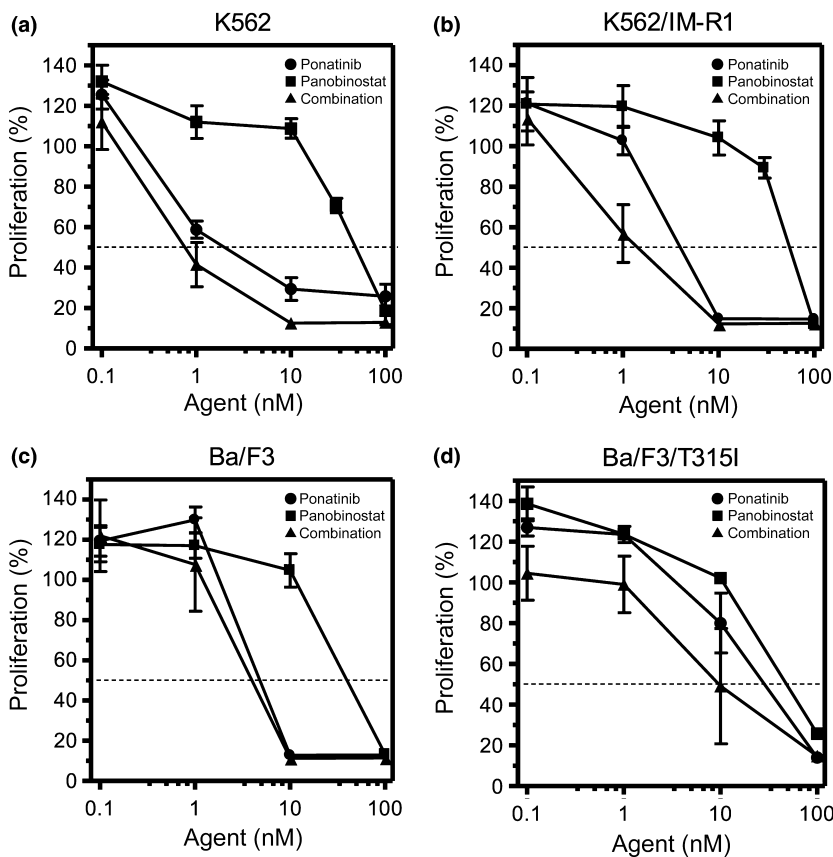 (a) K562
140
120
100
80
60
40
20
0
Proliferation (%)
Ponatinib
Panobinostat
Combination
0.1 1 10 100
Agent (nM)
(b) K562/IM-R1
140
120
100
80
60
40
20
0
Proliferation (%)
Ponatinib
Panobinostat
Combination
0.1 1 10 100
Agent (nM)
(c) Ba/F3
140
120
100
80
60
40
20
0
Proliferation (%)
Ponatinib
Panobinostat
Combination
0.1 1 10 100
Agent (nM)
(d) Ba/F3/T315I
140
120
100
80
60
40
20
0
Proliferation (%)
Ponatinib
Panobinostat
Combination
0.1 1 10 100
Agent (nM)